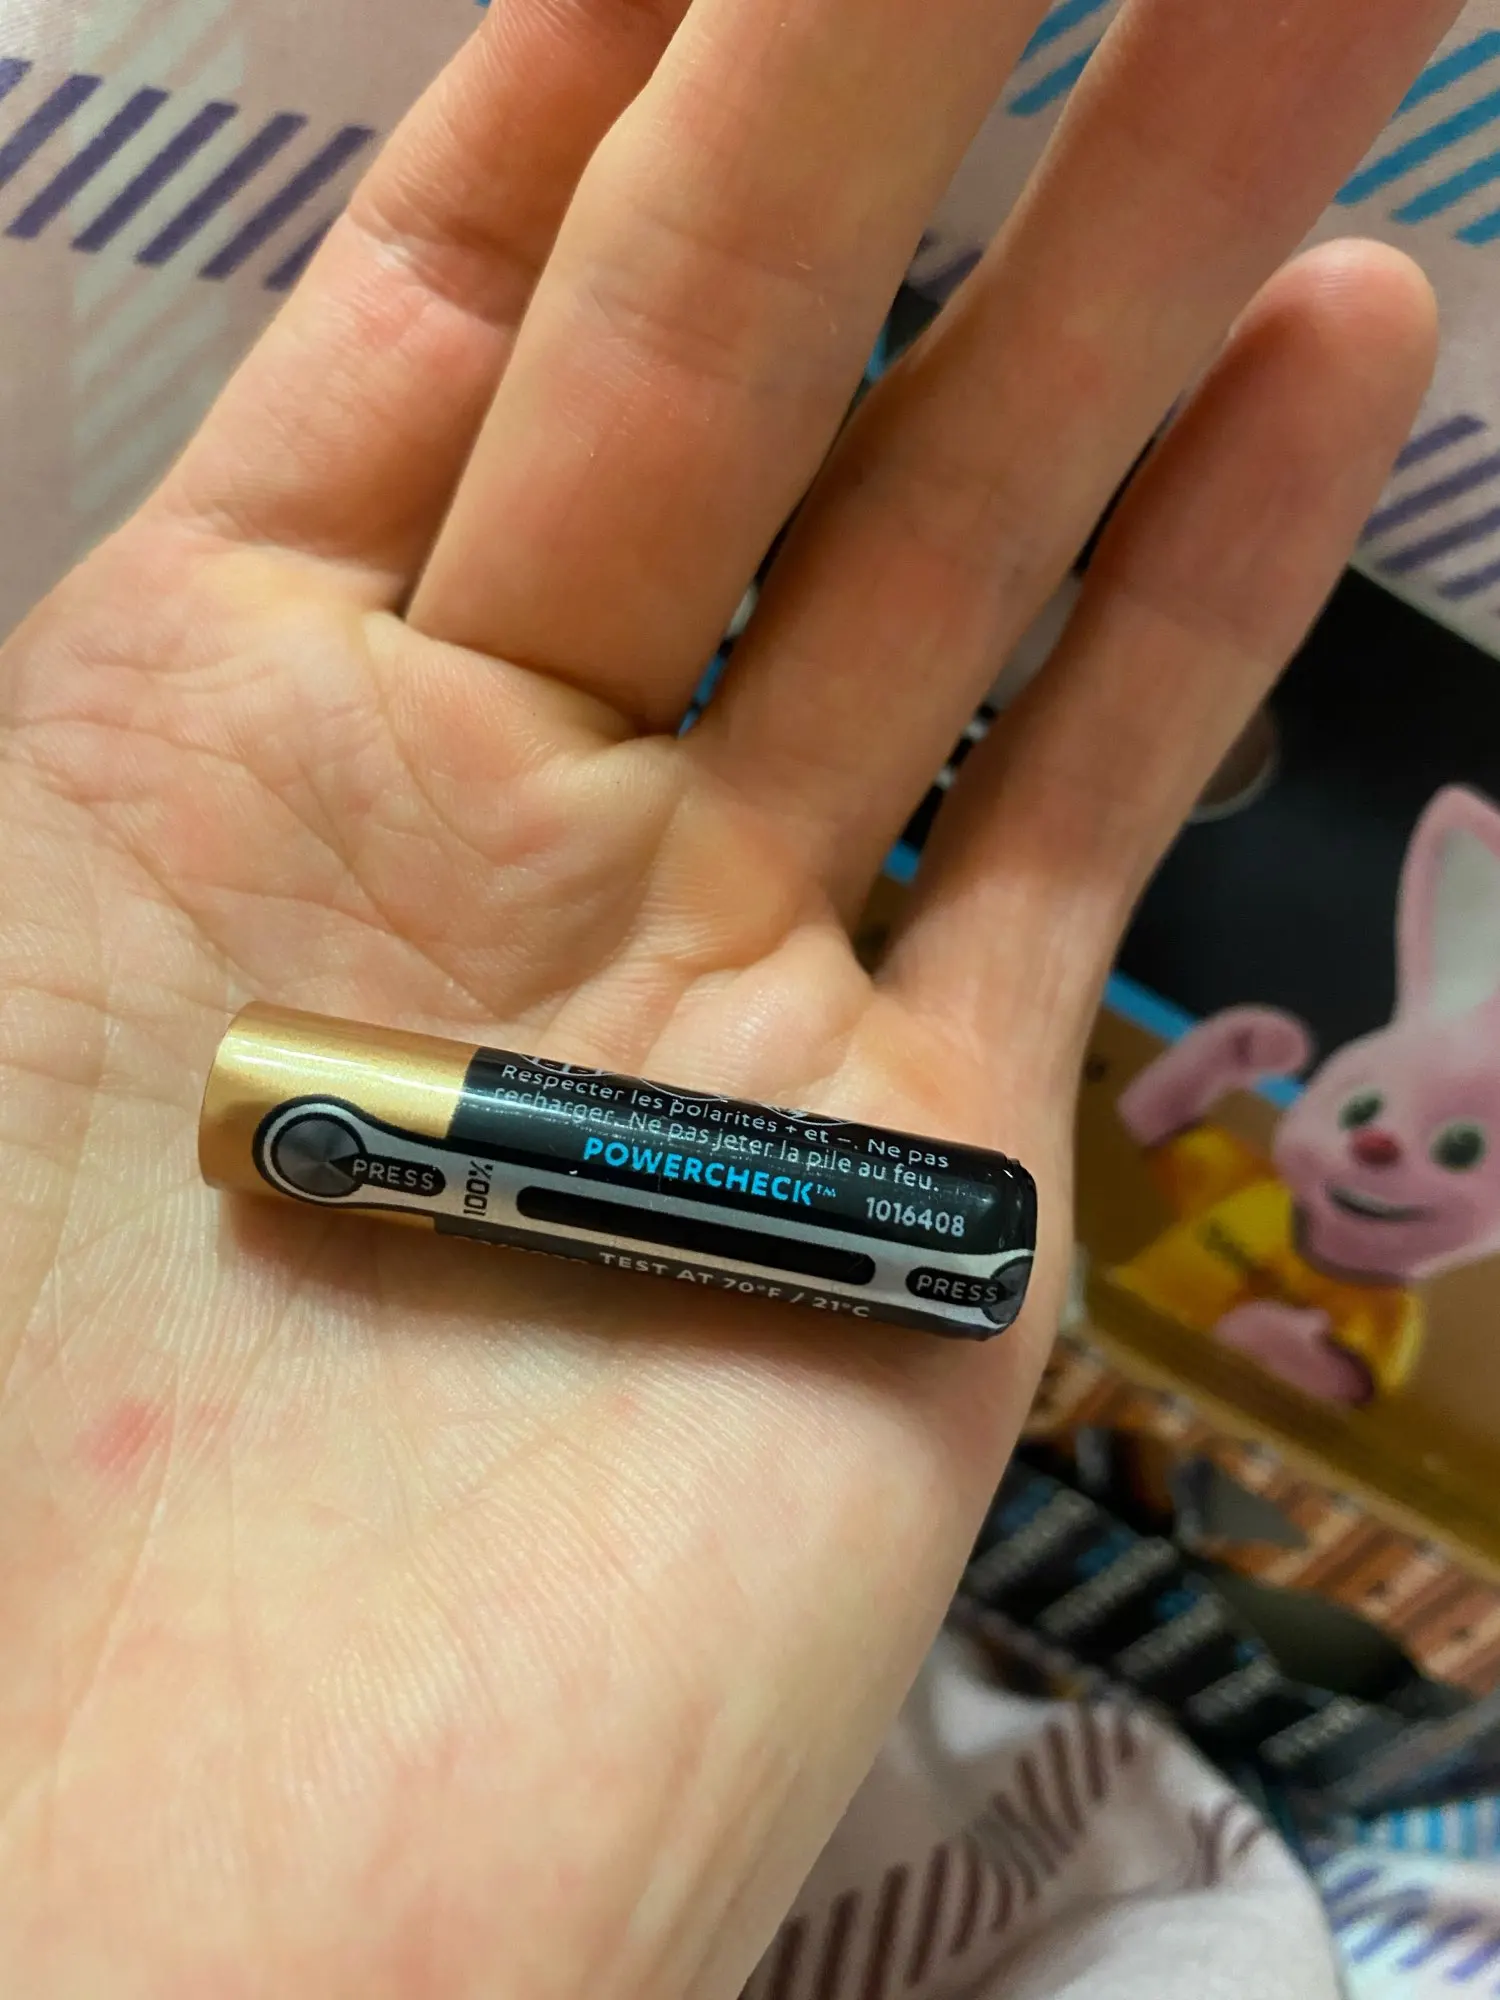 Respecter les polarités + et –. Ne pas
recharger. Ne pas jeter la pile au feu.
POWERCHECK™
1016408
PRESS
100%
PRESS
TEST AT 70°F / 21°C